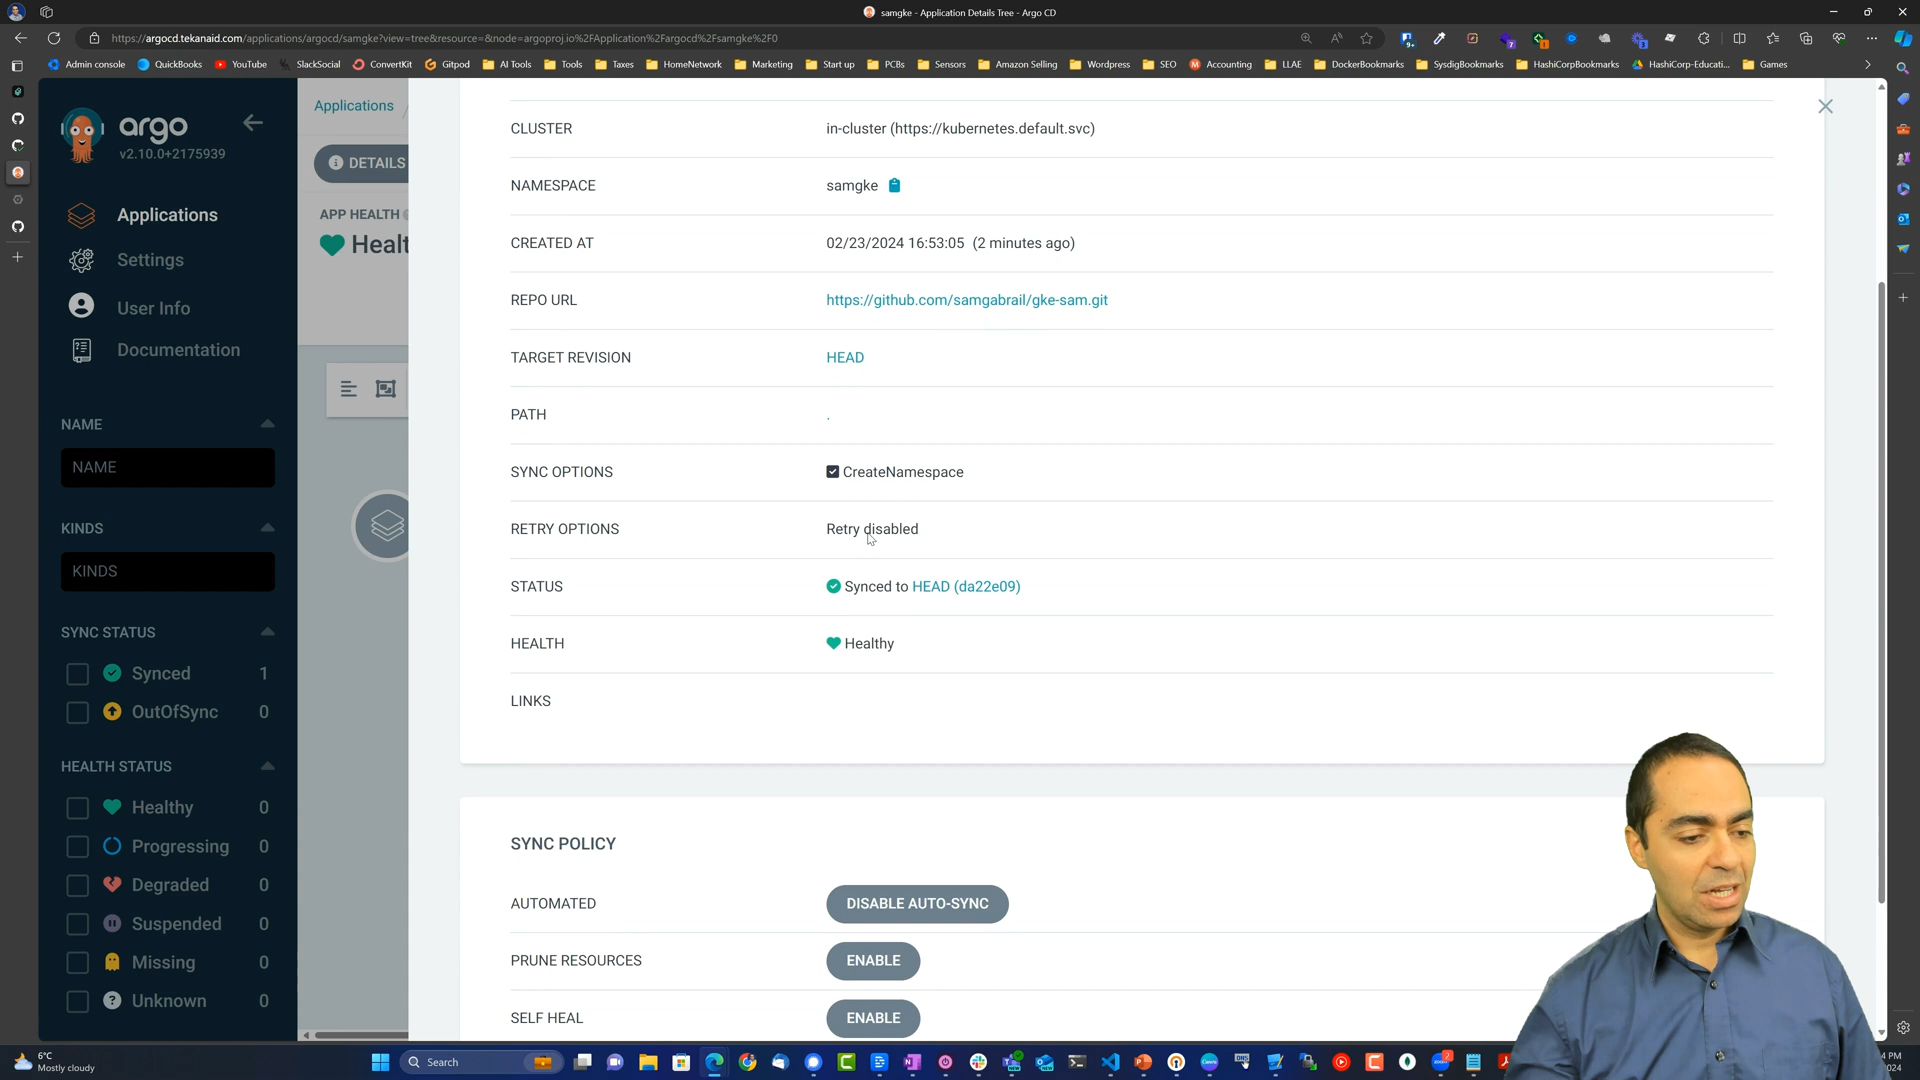 samgke - Application Details Tree - Argo CD
https://argocd.tekanaid.com/applications/argocd/samgke?view=tree&resource=&node=argoproj.io%2FApplication%2Fargocd%2Fsamgke%2F0
Admin console QuickBooks YouTube SlackSocial ConvertKit Gitpod AI Tools Tools Taxes HomeNetwork Marketing Start up PCBs Sensors Amazon Selling Wordpress SEO Accounting LLAE DockerBookmarks SysdigBookmarks HashiCorpBookmarks HashiCorp-Educati... Games
argo
v2.10.0+2175939
Applications
Settings
User Info
Documentation
NAME
NAME
KINDS
KINDS
SYNC STATUS
Synced 1
OutOfSync 0
HEALTH STATUS
Healthy 0
Progressing 0
Degraded 0
Suspended 0
Missing 0
Unknown 0
Applications /
DETAILS
APP HEALTH
Healt
CLUSTER in-cluster (https://kubernetes.default.svc)
NAMESPACE samgke
CREATED AT 02/23/2024 16:53:05 (2 minutes ago)
REPO URL https://github.com/samgabrail/gke-sam.git
TARGET REVISION HEAD
PATH .
SYNC OPTIONS CreateNamespace
RETRY OPTIONS Retry disabled
STATUS Synced to HEAD (da22e09)
HEALTH Healthy
LINKS
SYNC POLICY
AUTOMATED DISABLE AUTO-SYNC
PRUNE RESOURCES ENABLE
SELF HEAL ENABLE
6°C
Mostly cloudy
Search
4 PM
024